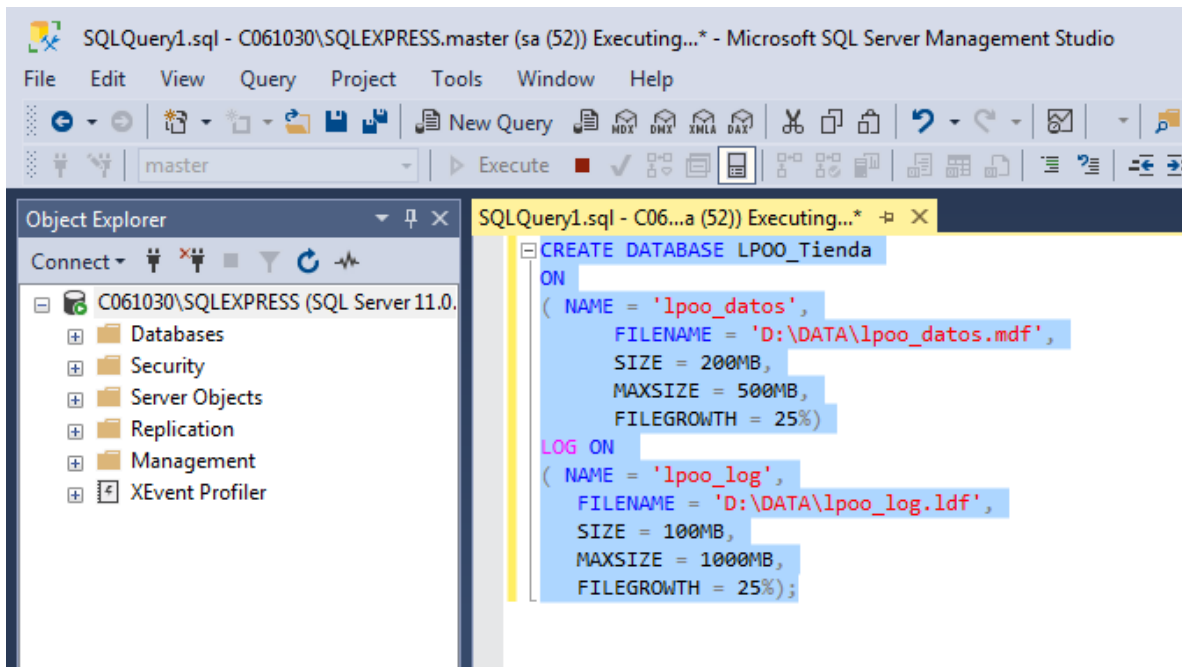 SQLQuery1.sql - C061030\SQLEXPRESS.master (sa (52)) Executing...* - Microsoft SQL Server Management Studio
File Edit View Query Project Tools Window Help
New Query MDX DMX XMLA DAX
master Execute
Object Explorer
Connect
C061030\SQLEXPRESS (SQL Server 11.0.
Databases
Security
Server Objects
Replication
Management
XEvent Profiler
SQLQuery1.sql - C06...a (52)) Executing...*
CREATE DATABASE LPOO_Tienda
ON
( NAME = 'lpoo_datos',
FILENAME = 'D:\DATA\lpoo_datos.mdf',
SIZE = 200MB,
MAXSIZE = 500MB,
FILEGROWTH = 25%)
LOG ON
( NAME = 'lpoo_log',
FILENAME = 'D:\DATA\lpoo_log.ldf',
SIZE = 100MB,
MAXSIZE = 1000MB,
FILEGROWTH = 25%);